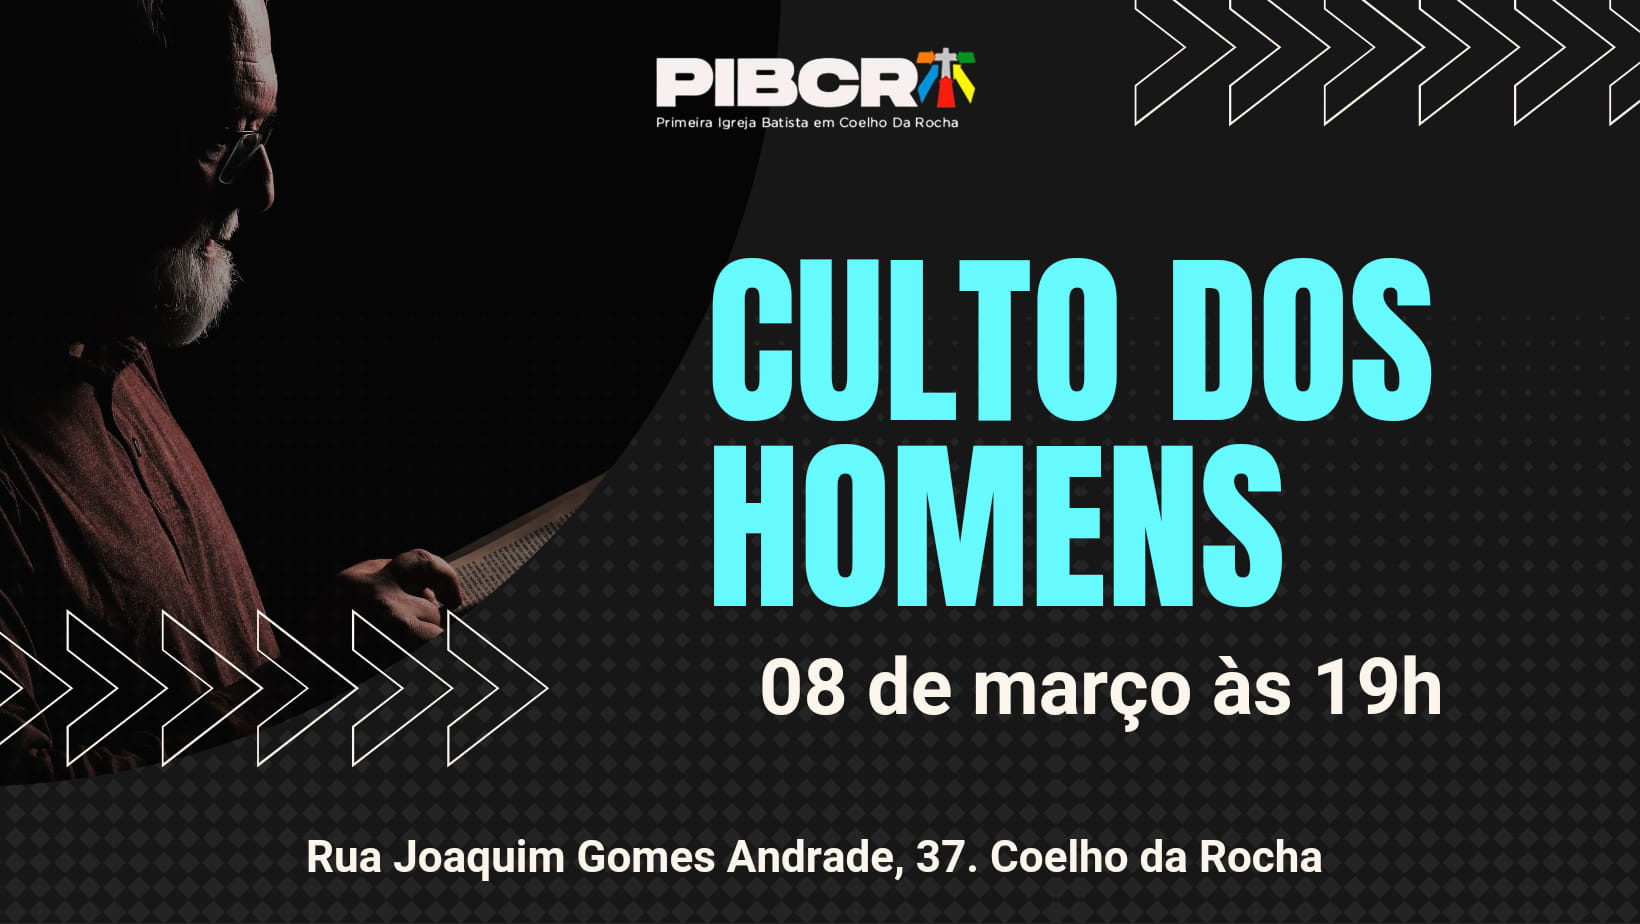 PIBCR
Primeira Igreja Batista em Coelho Da Rocha
CULTO DOS
HOMENS
08 de março às 19h
Rua Joaquim Gomes Andrade, 37. Coelho da Rocha